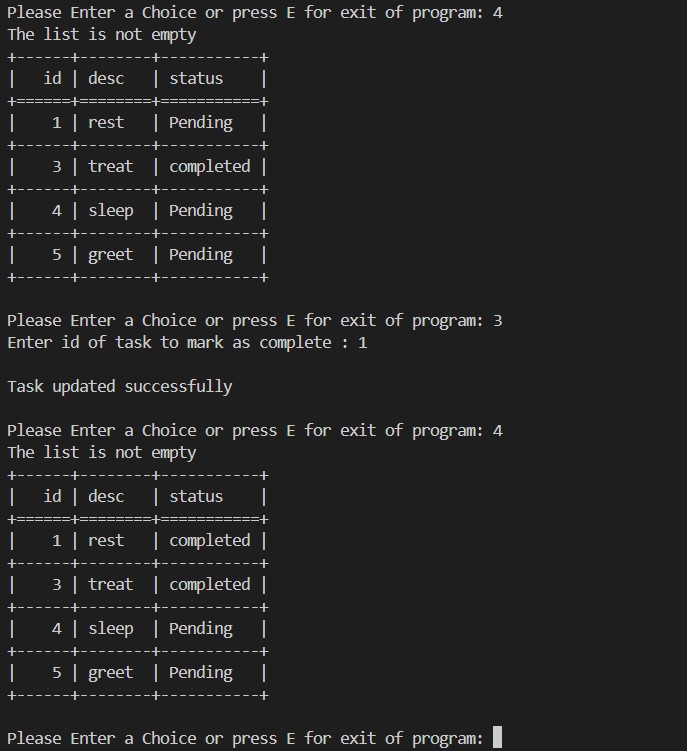 Please Enter a Choice or press E for exit of program: 4
The list is not empty
+------+--------+-----------+
|   id | desc   | status    |
+======+========+===========+
|    1 | rest   | Pending   |
+------+--------+-----------+
|    3 | treat  | completed |
+------+--------+-----------+
|    4 | sleep  | Pending   |
+------+--------+-----------+
|    5 | greet  | Pending   |
+------+--------+-----------+
Please Enter a Choice or press E for exit of program: 3
Enter id of task to mark as complete : 1
Task updated successfully
Please Enter a Choice or press E for exit of program: 4
The list is not empty
+------+--------+-----------+
|   id | desc   | status    |
+======+========+===========+
|    1 | rest   | completed |
+------+--------+-----------+
|    3 | treat  | completed |
+------+--------+-----------+
|    4 | sleep  | Pending   |
+------+--------+-----------+
|    5 | greet  | Pending   |
+------+--------+-----------+
Please Enter a Choice or press E for exit of program: